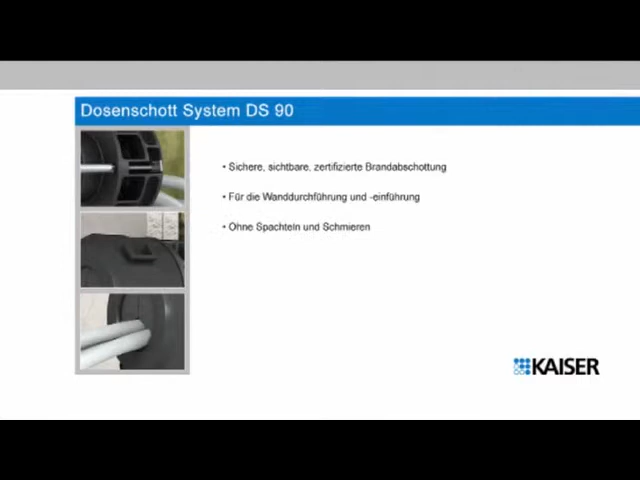 Dosenschott System DS 90
• Sichere, sichtbare, zertifizierte Brandabschottung
• Für die Wanddurchführung und -einführung
• Ohne Spachteln und Schmieren
KAISER